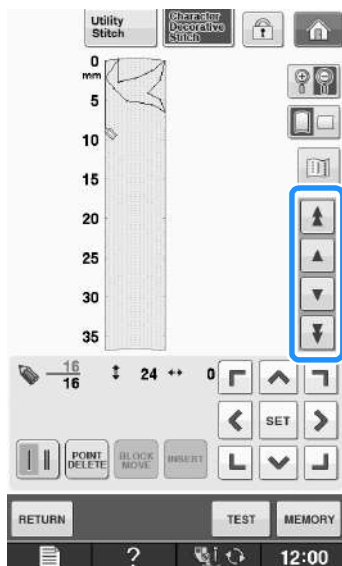 Utility
Stitch
Character
Decorative
Stitch
0
mm
5
10
15
20
25
30
35
16
16
24
0
SET
POINT
DELETE
BLOCK
MOVE
INSERT
RETURN
TEST
MEMORY
?
12:00